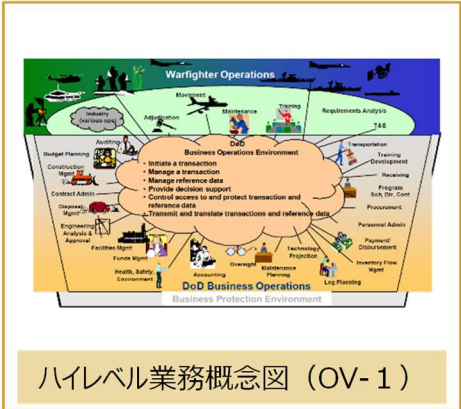 Warfighter Operations
Movement
Industry
(various ops)
Adjudication
Maintenance
Training
Requirements Analysis
T&E
Auditing
Budget Planning
Construction
Mgmt
Contract Admin
Disposal
Mgmt
Engineering
Analysis &
Approval
Facilities Mgmt
Funds Mgmt
Health, Safety,
Environment
DoD
Business Operations Environment
• Initiate a transaction
• Manage a transaction
• Manage reference data
• Provide decision support
• Control access to and protect transaction and
reference data
• Transmit and translate transactions and reference data
Transportation
Training
Development
Receiving
Program
Sch, Dir, Cont
Procurement
Personnel Admin
Payment/
Disbursement
Inventory Flow
Mgmt
Log Planning
Technology
Projection
Maintenance
Planning
Oversight
Accounting
DoD Business Operations
Business Protection Environment
ハイレベル業務概念図（OV-１）